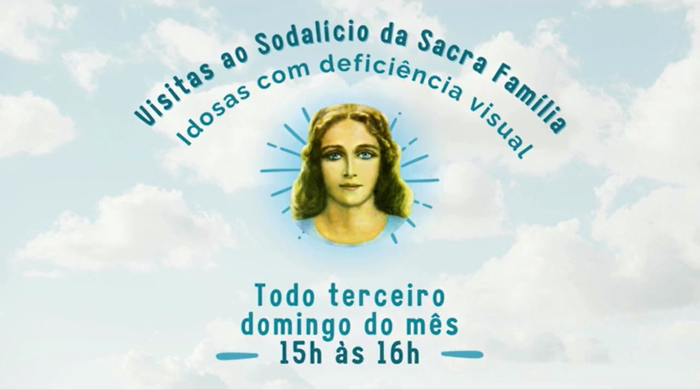 Visitas ao Sodalício da Sacra Família
Idosas com deficiência visual
Todo terceiro
domingo do mês
15h às 16h